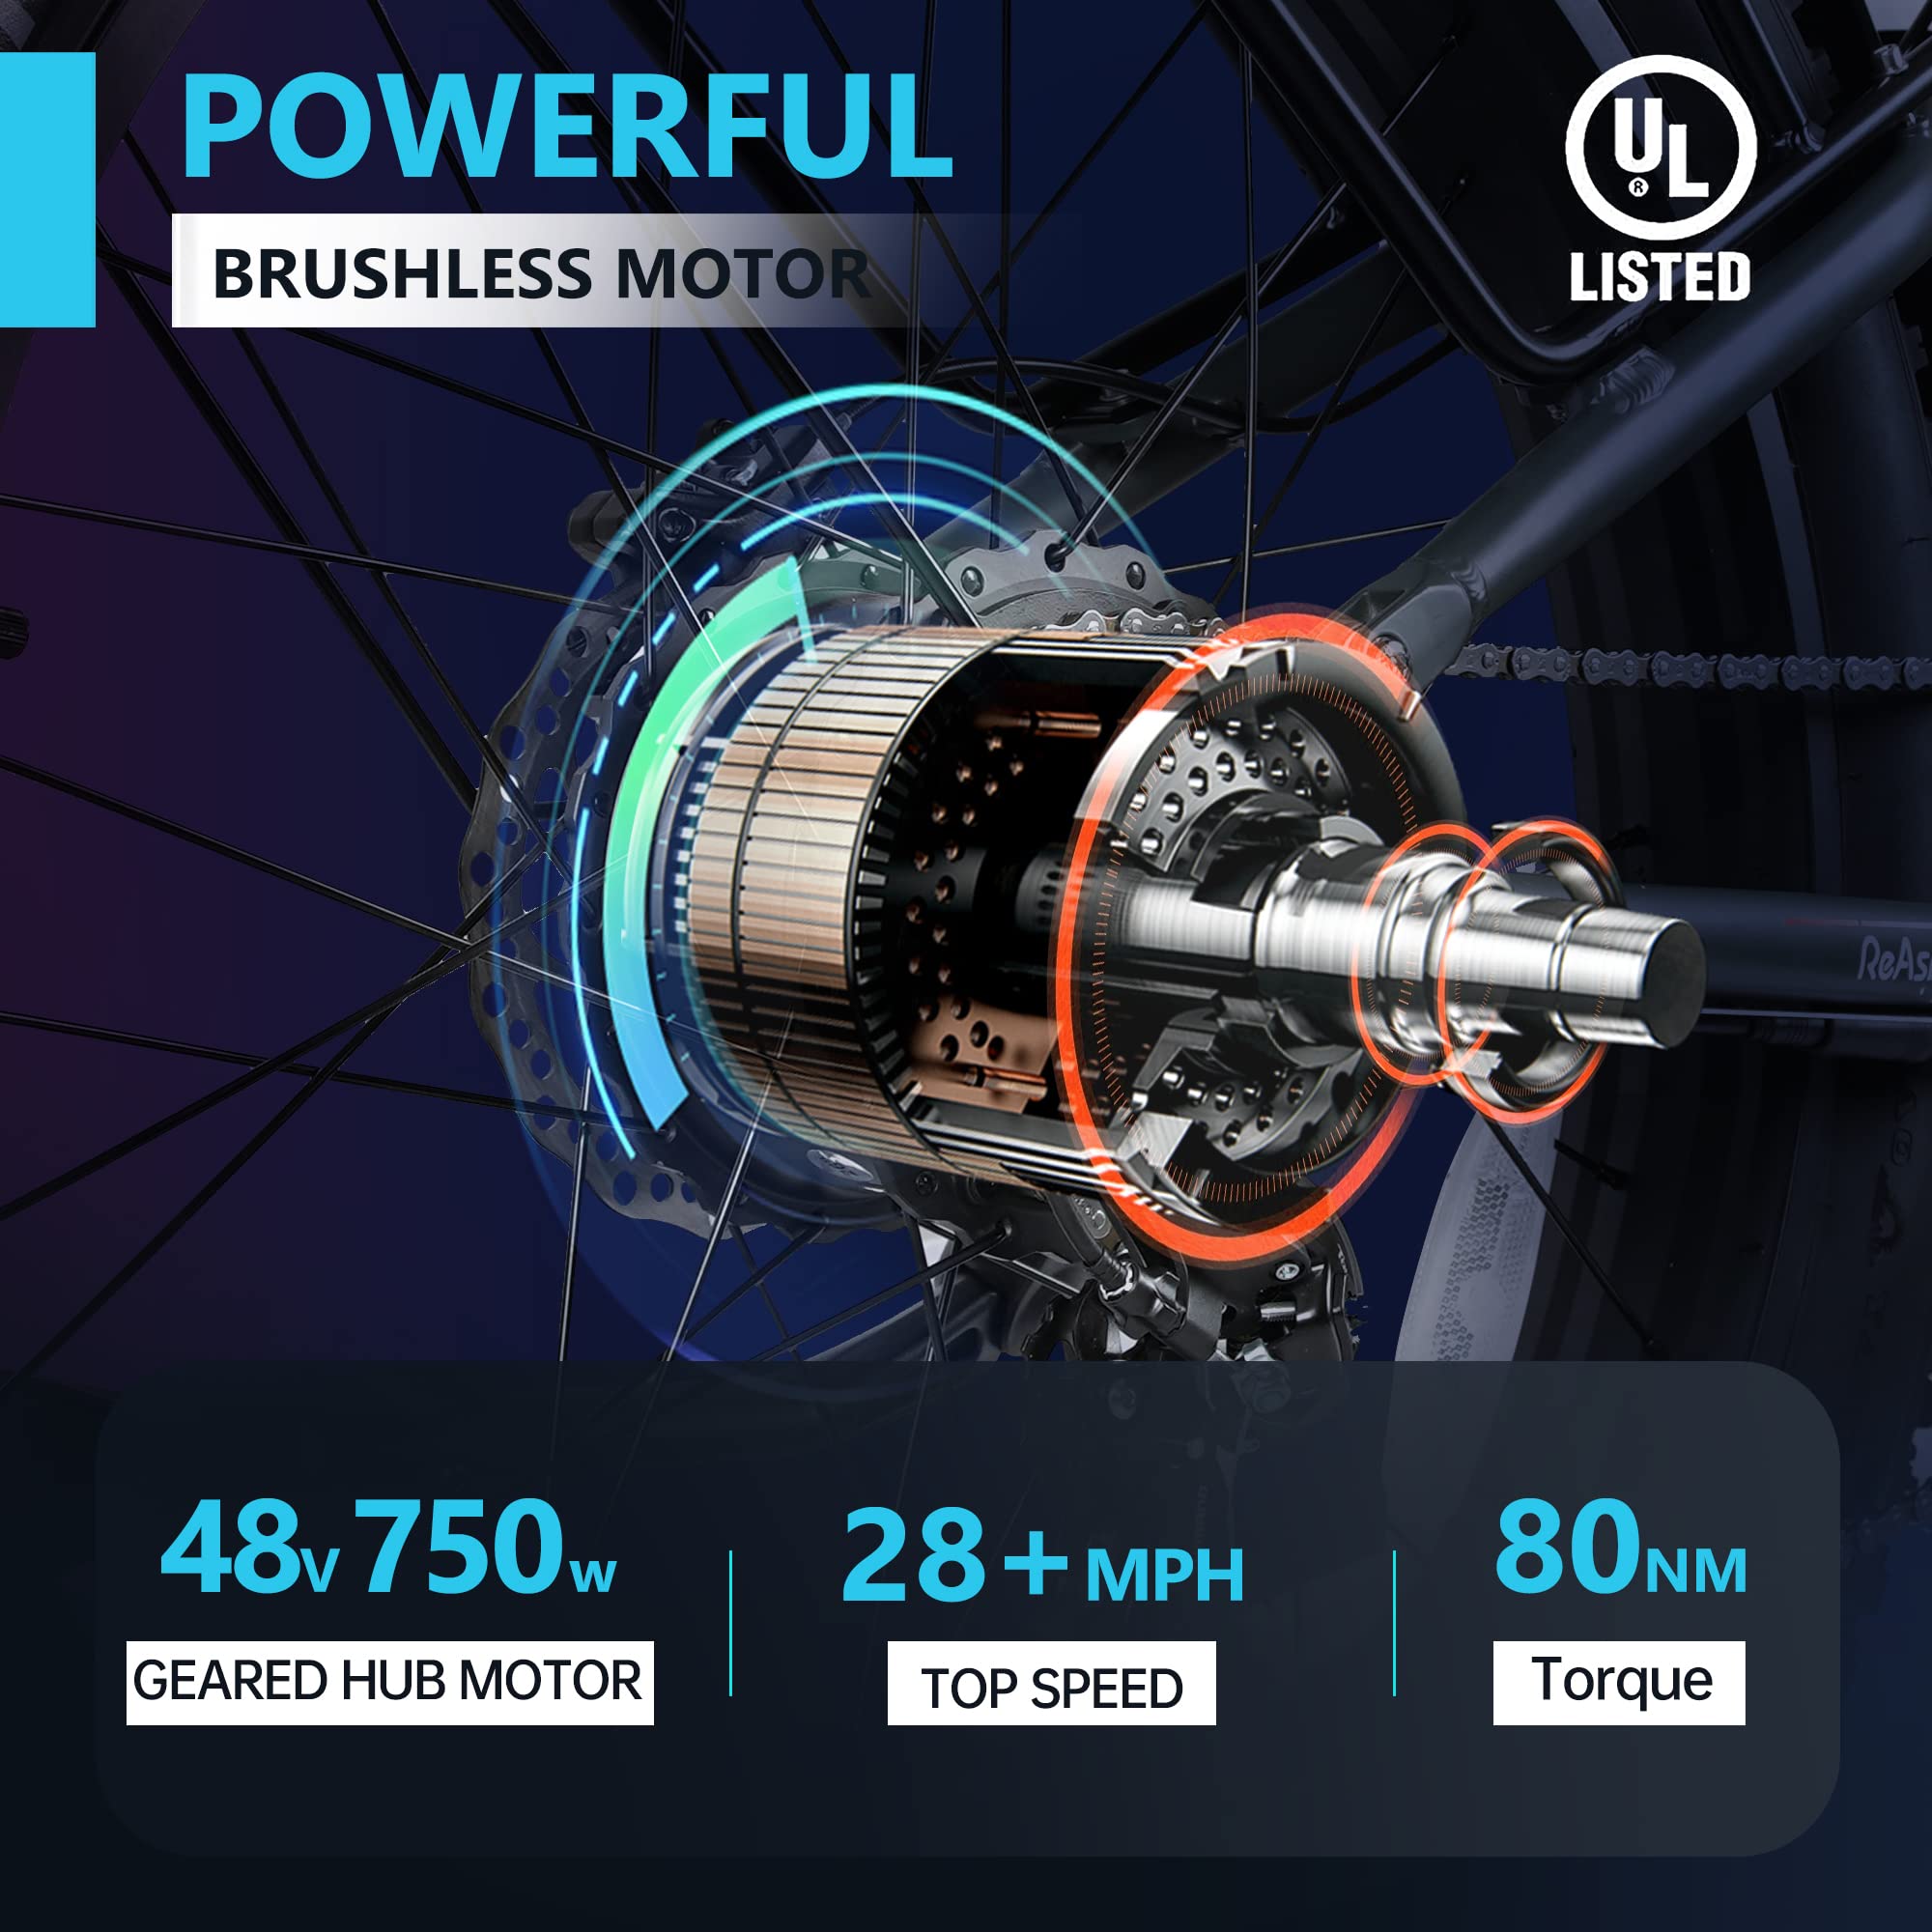 POWERFUL
BRUSHLESS MOTOR
UL
®
LISTED
48V 750W
GEARED HUB MOTOR
28+ MPH
TOP SPEED
80NM
Torque